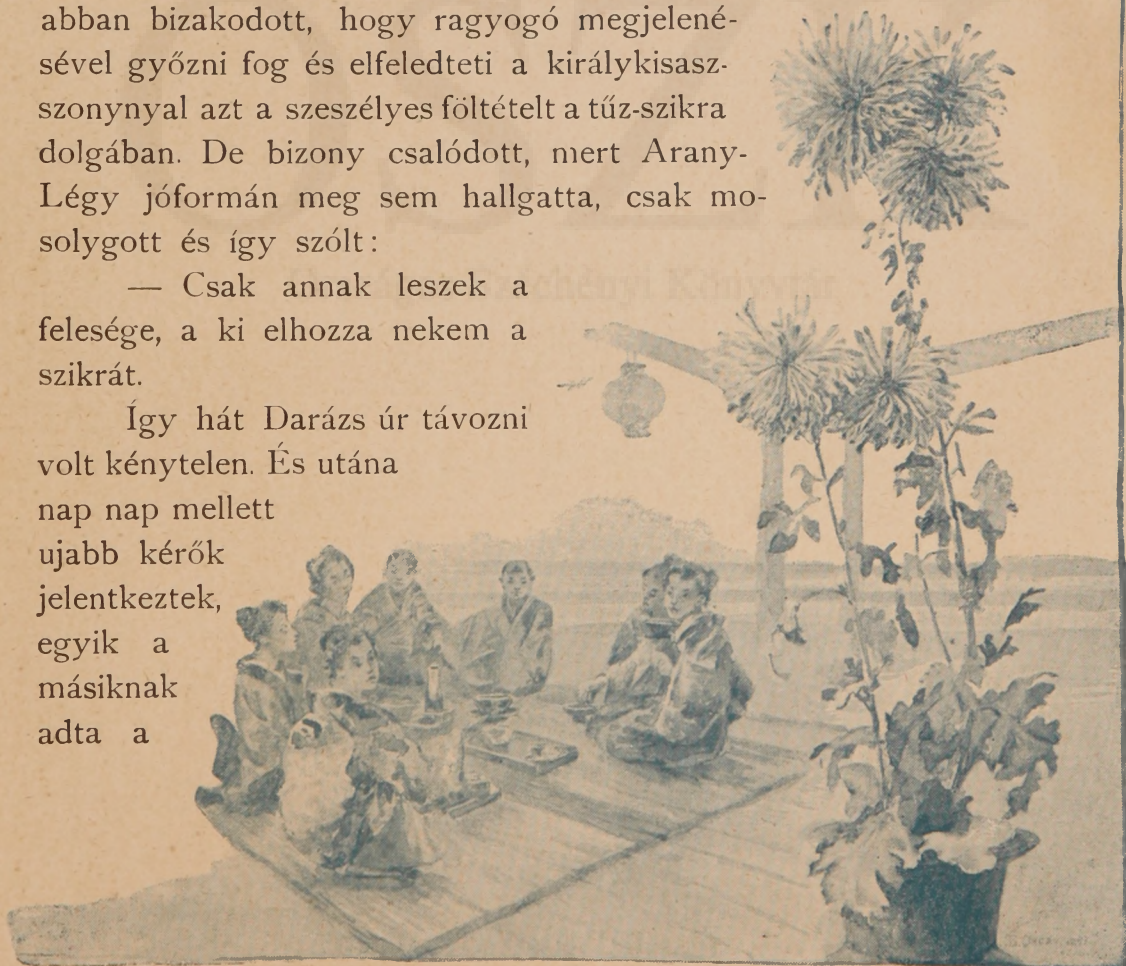 abban bizakodott, hogy ragyogó megjelené-
sével győzni fog és elfeledteti a királykisasz-
szonynyal azt a szeszélyes föltételt a tűz-szikra
dolgában. De bizony csalódott, mert Arany-
Légy jóformán meg sem hallgatta, csak mo-
solygott és így szólt:
— Csak annak leszek a
felesége, a ki elhozza nekem a
szikrát.
Így hát Darázs úr távozni
volt kénytelen. És utána
nap nap mellett
ujabb kérők
jelentkeztek,
egyik a
másiknak
adta a